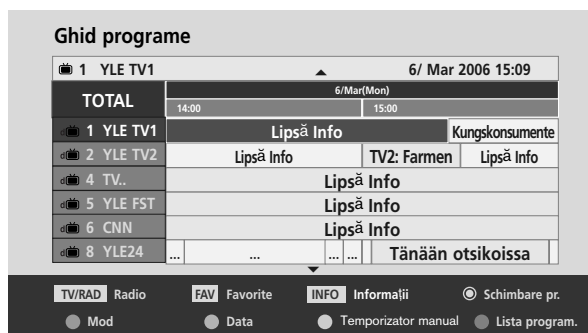 Ghid programe
1 YLE TV1 6/ Mar 2006 15:09
TOTAL 6/Mar(Mon)
14:00 15:00
d 1 YLE TV1 Lipsă Info Kungskonsumente
d 2 YLE TV2 Lipsă Info TV2: Farmen Lipsă Info
d 4 TV.. Lipsă Info
d 5 YLE FST Lipsă Info
d 6 CNN Lipsă Info
d 8 YLE24 ... ... ... ... Tänään otsikoissa
TV/RAD Radio FAV Favorite INFO Informaţii Schimbare pr.
Mod Data Temporizator manual Lista program.